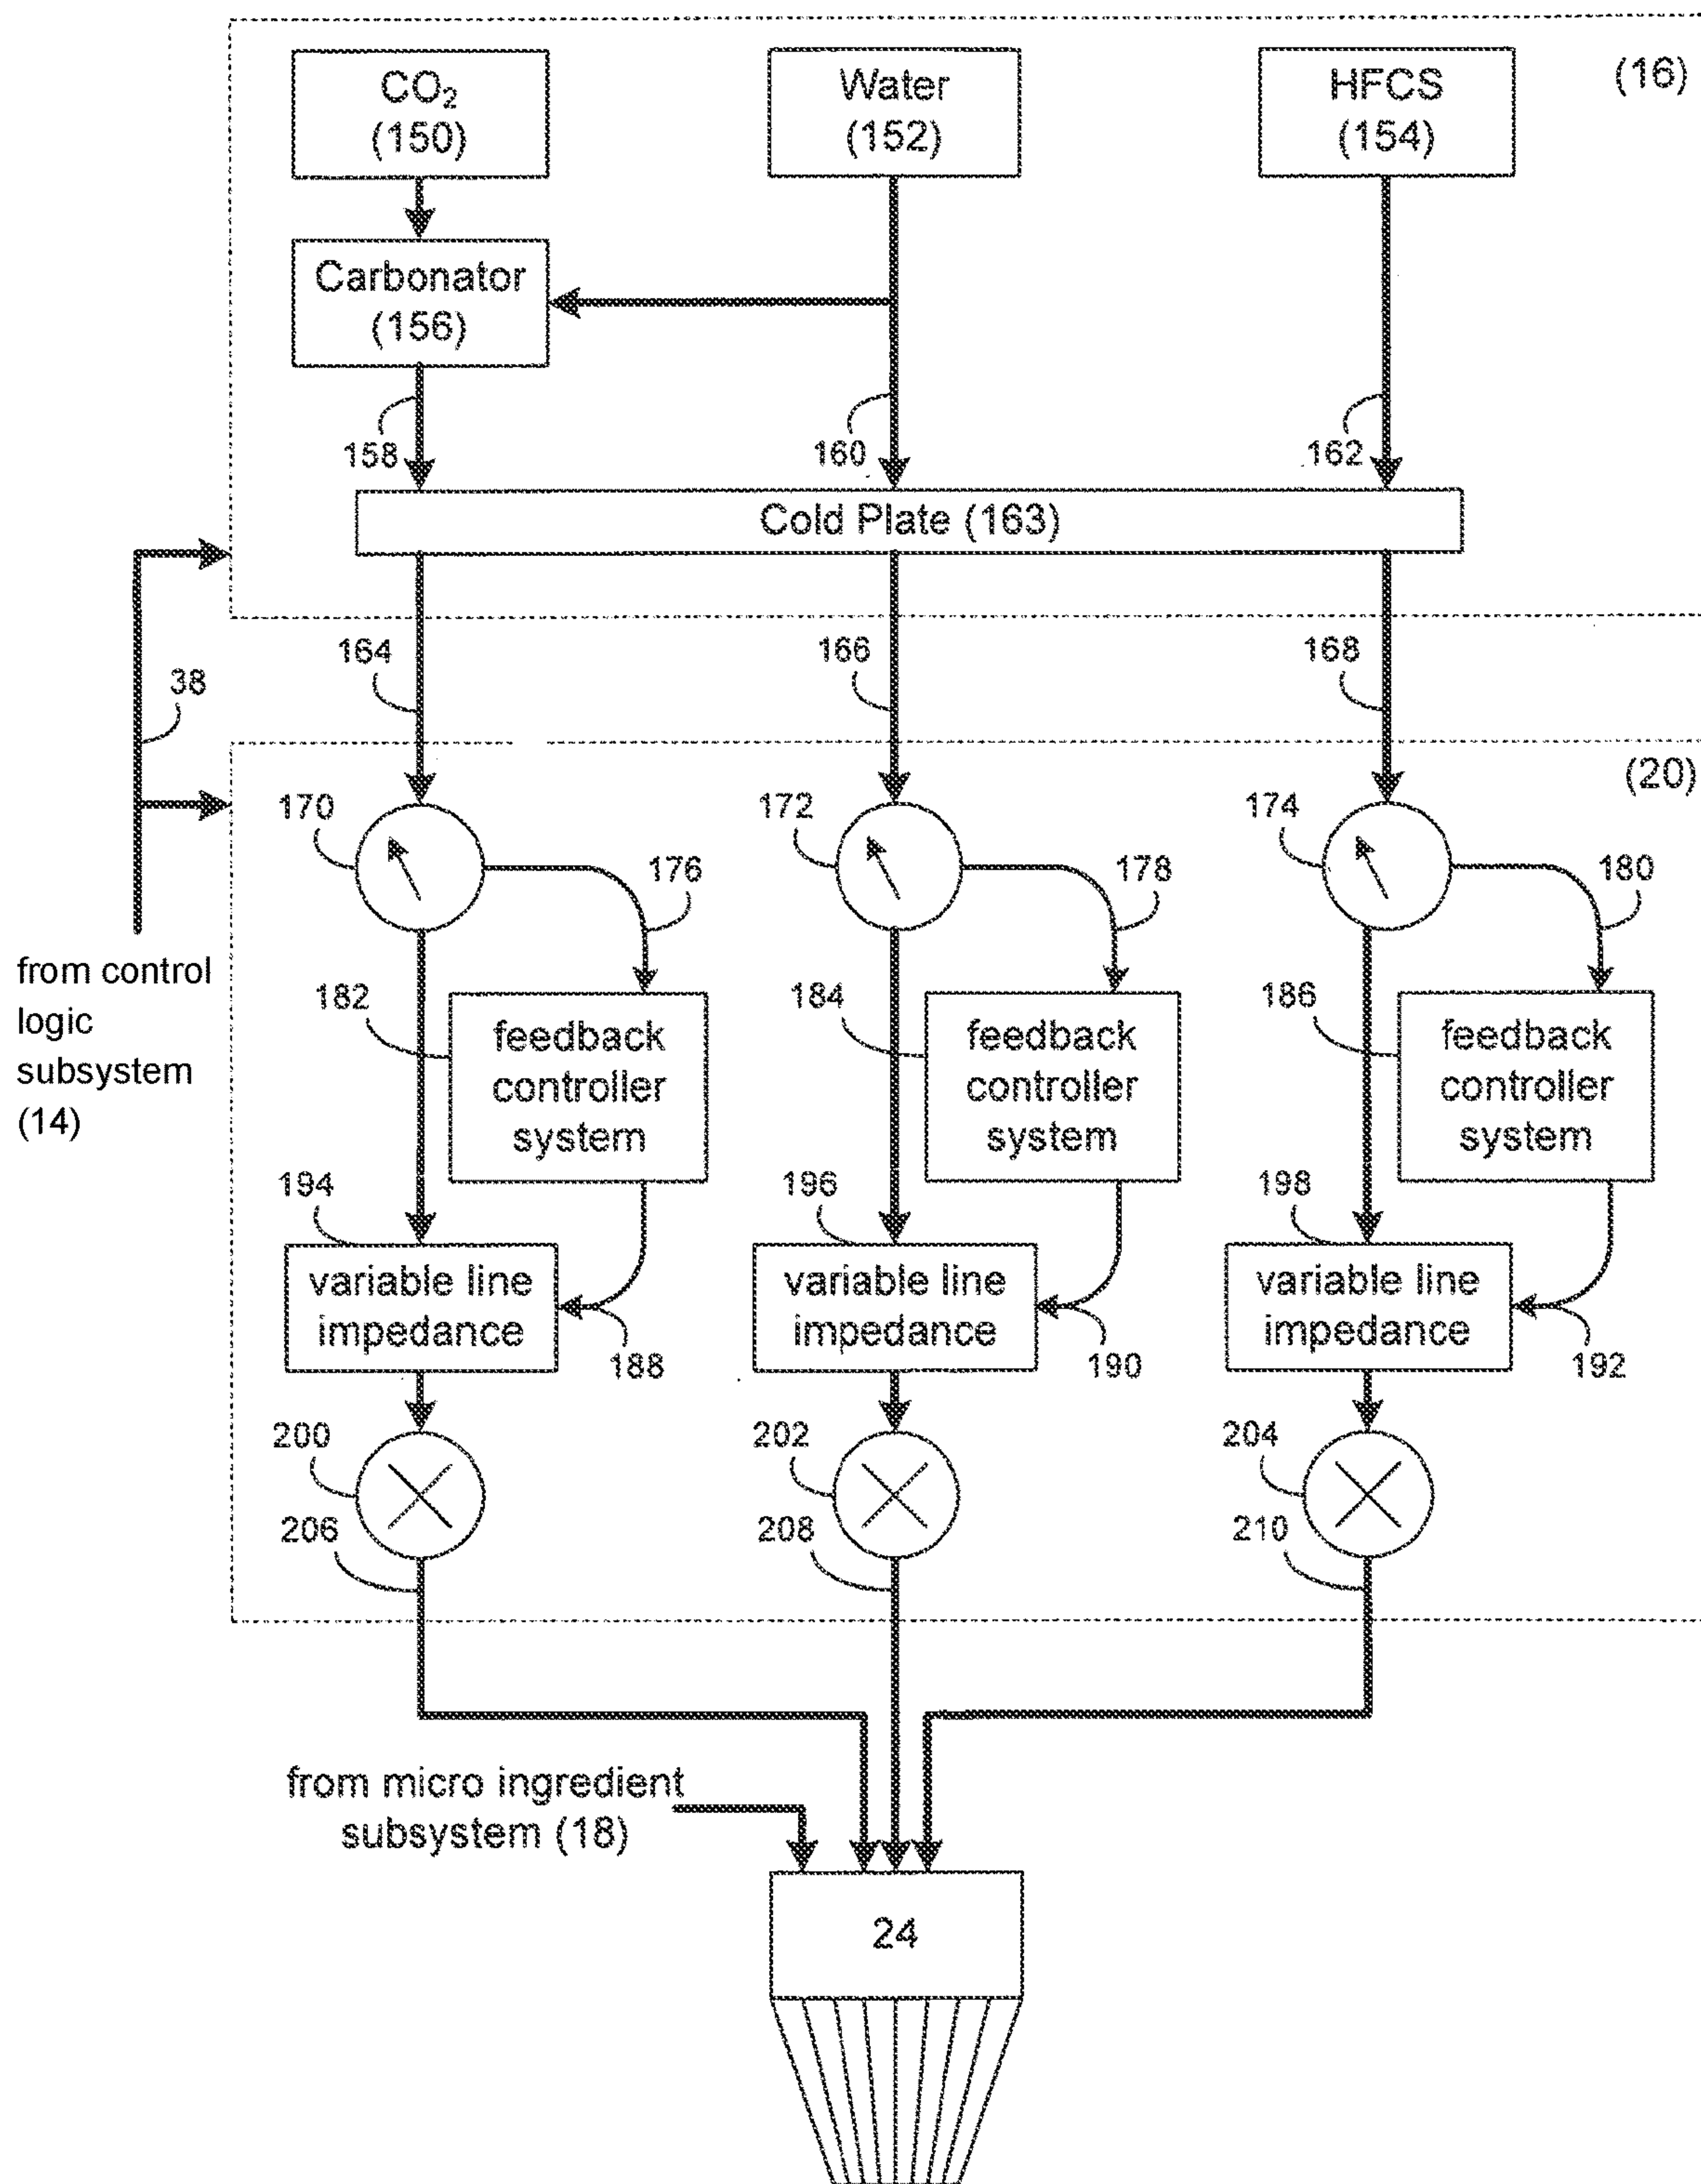 CO₂
(150)
Water
(152)
HFCS
(154)
(16)
Carbonator
(156)
158
160
162
Cold Plate (163)
164
166
168
38
(20)
170
172
174
176
178
180
from control
logic
subsystem
(14)
182
184
186
feedback
controller
system
feedback
controller
system
feedback
controller
system
194
196
198
variable line
impedance
variable line
impedance
variable line
impedance
188
190
192
200
202
204
206
208
210
from micro ingredient
subsystem (18)
24